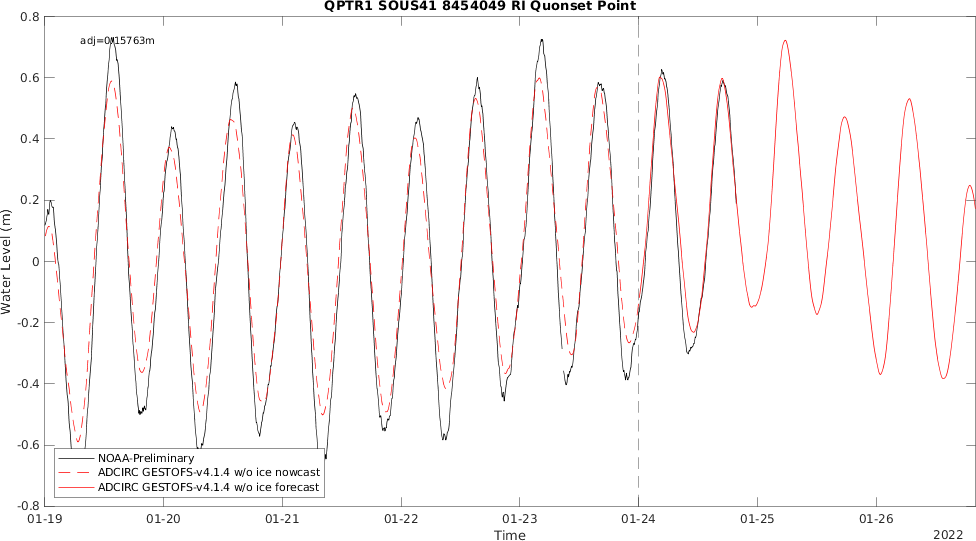 QPTR1 SOUS41 8454049 RI Quonset Point
adj=0.15763m
0.8
0.6
0.4
0.2
0
-0.2
-0.4
-0.6
-0.8
Water Level (m)
NOAA-Preliminary
ADCIRC GESTOFS-v4.1.4 w/o ice nowcast
ADCIRC GESTOFS-v4.1.4 w/o ice forecast
01-19
01-20
01-21
01-22
01-23
01-24
01-25
01-26
Time
2022